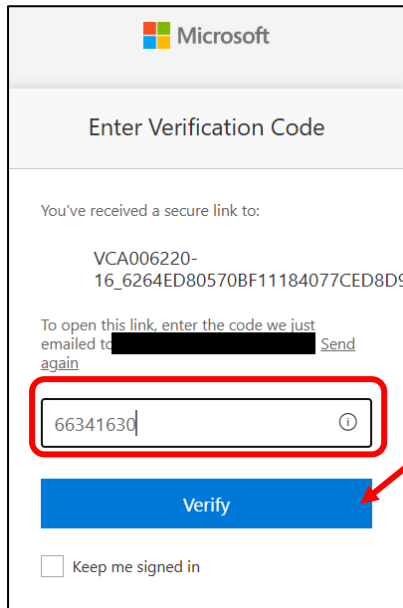 Microsoft
Enter Verification Code
You've received a secure link to:
VCA006220-
16_6264ED80570BF11184077CED8D9
To open this link, enter the code we just
emailed to Send
again
66341630
Verify
Keep me signed in